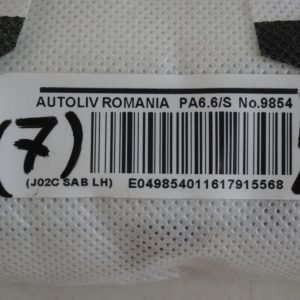 AUTOLIV ROMANIA PA6.6/S No.9854
(7)
(J02C SAB LH) E049854011617915568